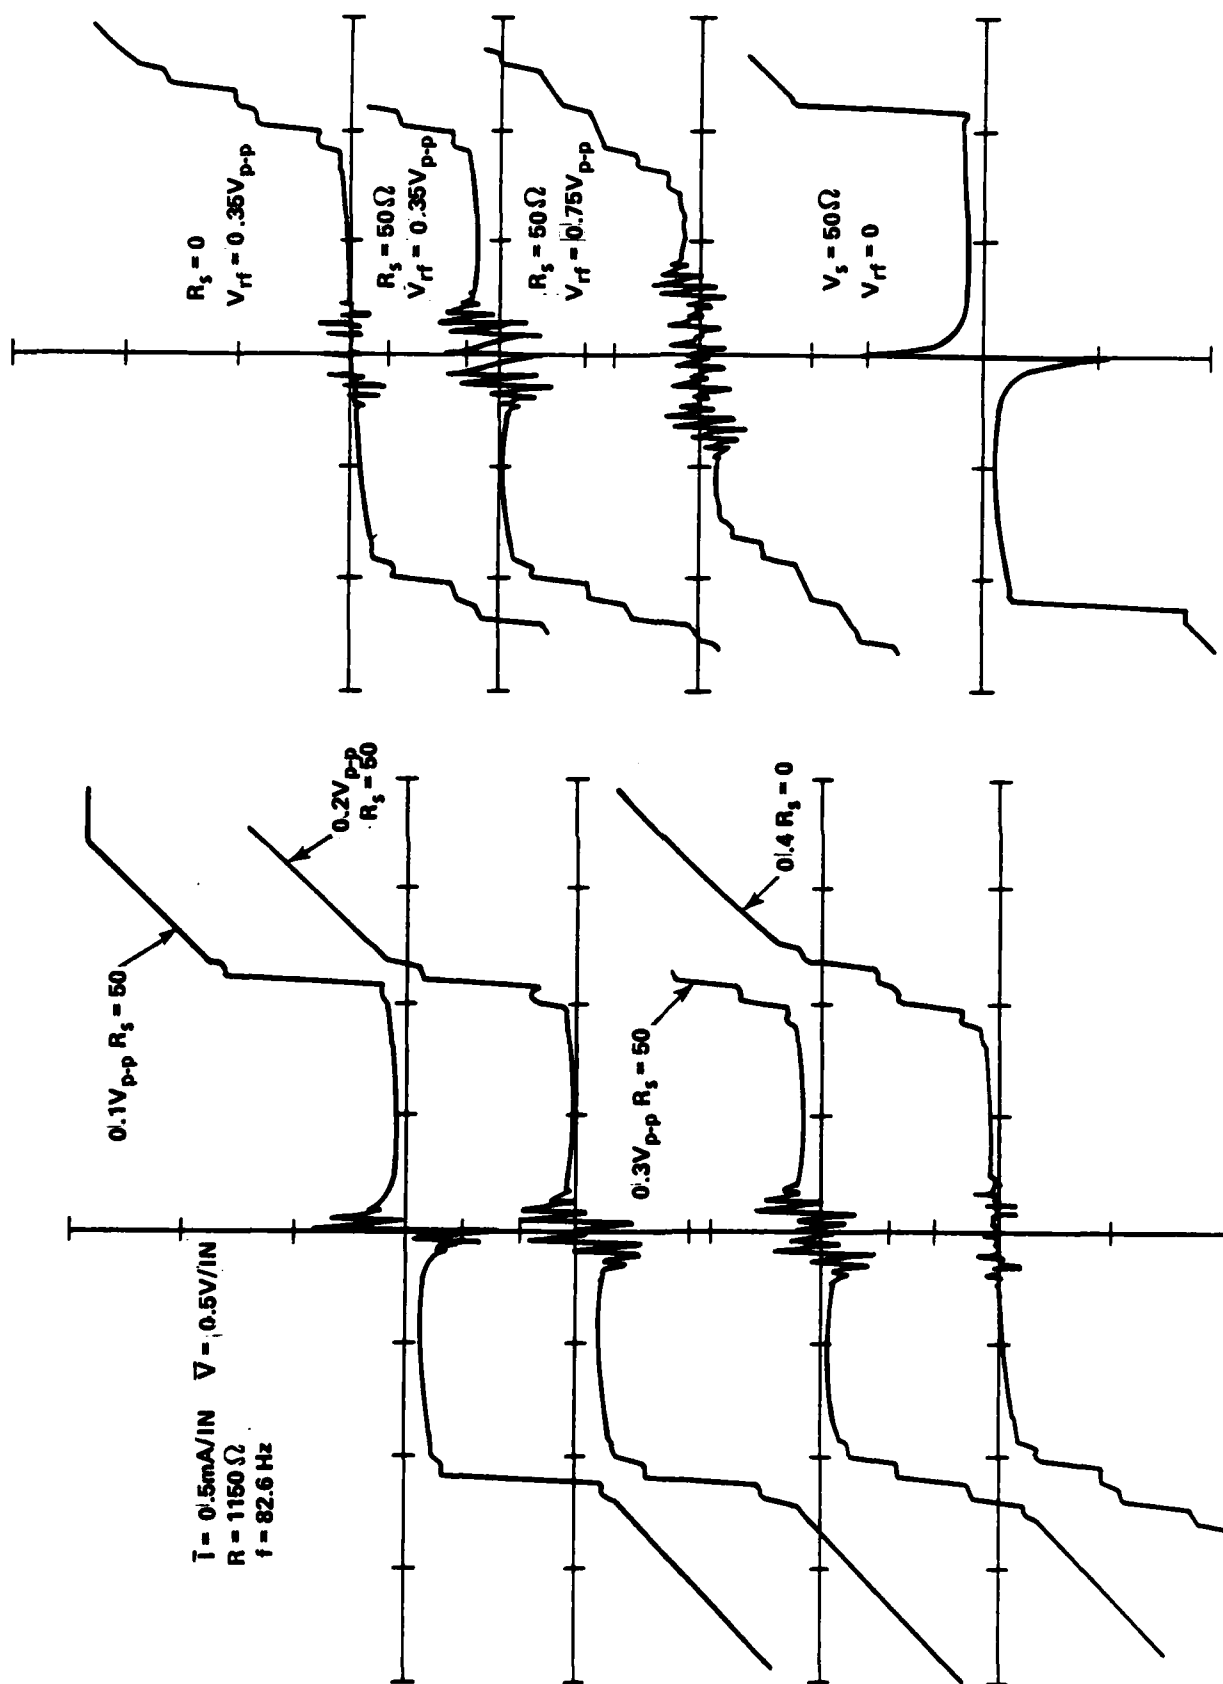 Ī = 0.5mA/IN V̄ = 0.5V/IN
R = 1150 Ω
f = 82.6 Hz
0.1Vp-p Rs = 50
0.2Vp-p
Rs = 50
0.3Vp-p Rs = 50
0.4 Rs = 0
Rs = 0
Vrf = 0.35Vp-p
Rs = 50Ω
Vrf = 0.35Vp-p
Rs = 50Ω
Vrf = 0.75Vp-p
Vs = 50Ω
Vrf = 0